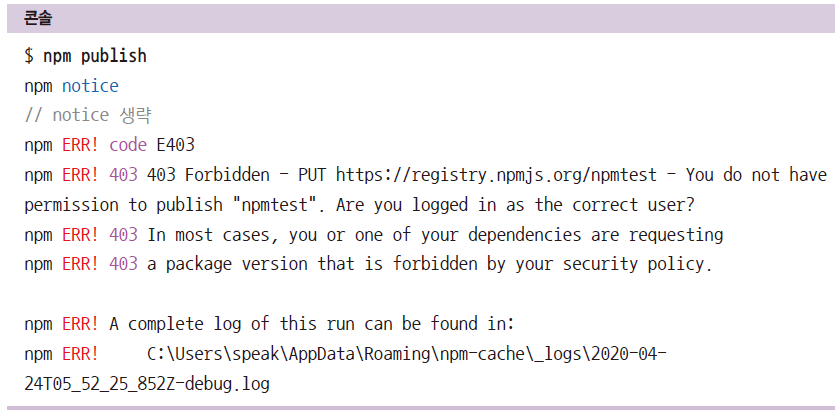 콘솔
$ npm publish
npm notice
// notice 생략
npm ERR! code E403
npm ERR! 403 403 Forbidden - PUT https://registry.npmjs.org/npmtest - You do not have
permission to publish "npmtest". Are you logged in as the correct user?
npm ERR! 403 In most cases, you or one of your dependencies are requesting
npm ERR! 403 a package version that is forbidden by your security policy.
npm ERR! A complete log of this run can be found in:
npm ERR!     C:\Users\speak\AppData\Roaming\npm-cache\_logs\2020-04-
24T05_52_25_852Z-debug.log